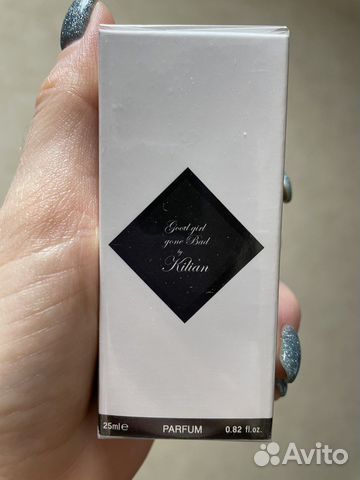 Good girl
gone Bad
by
Kilian
25ml e PARFUM 0.82 fl.oz.
Avito